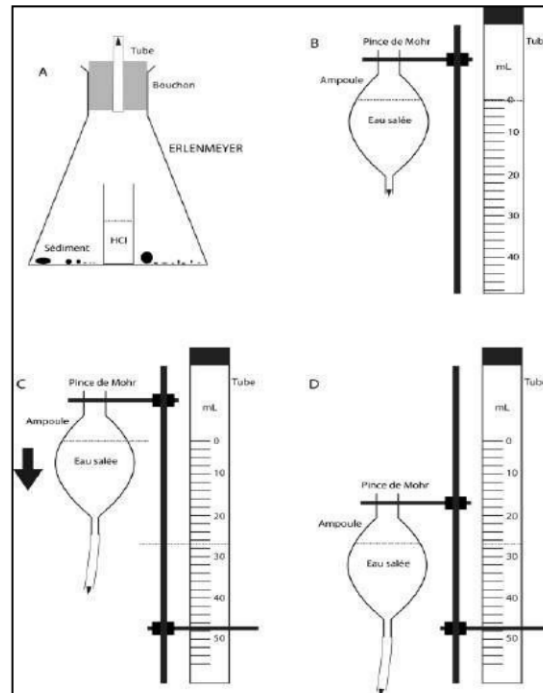 A
Tube
Bouchon
ERLENMEYER
Sédiment
HCl
B
Pince de Mohr
Ampoule
Eau salée
Tube
mL
0
10
20
30
40
C
Pince de Mohr
Ampoule
Eau salée
Tube
mL
0
10
20
30
40
50
D
Pince de Mohr
Ampoule
Eau salée
Tube
mL
0
10
20
30
40
50